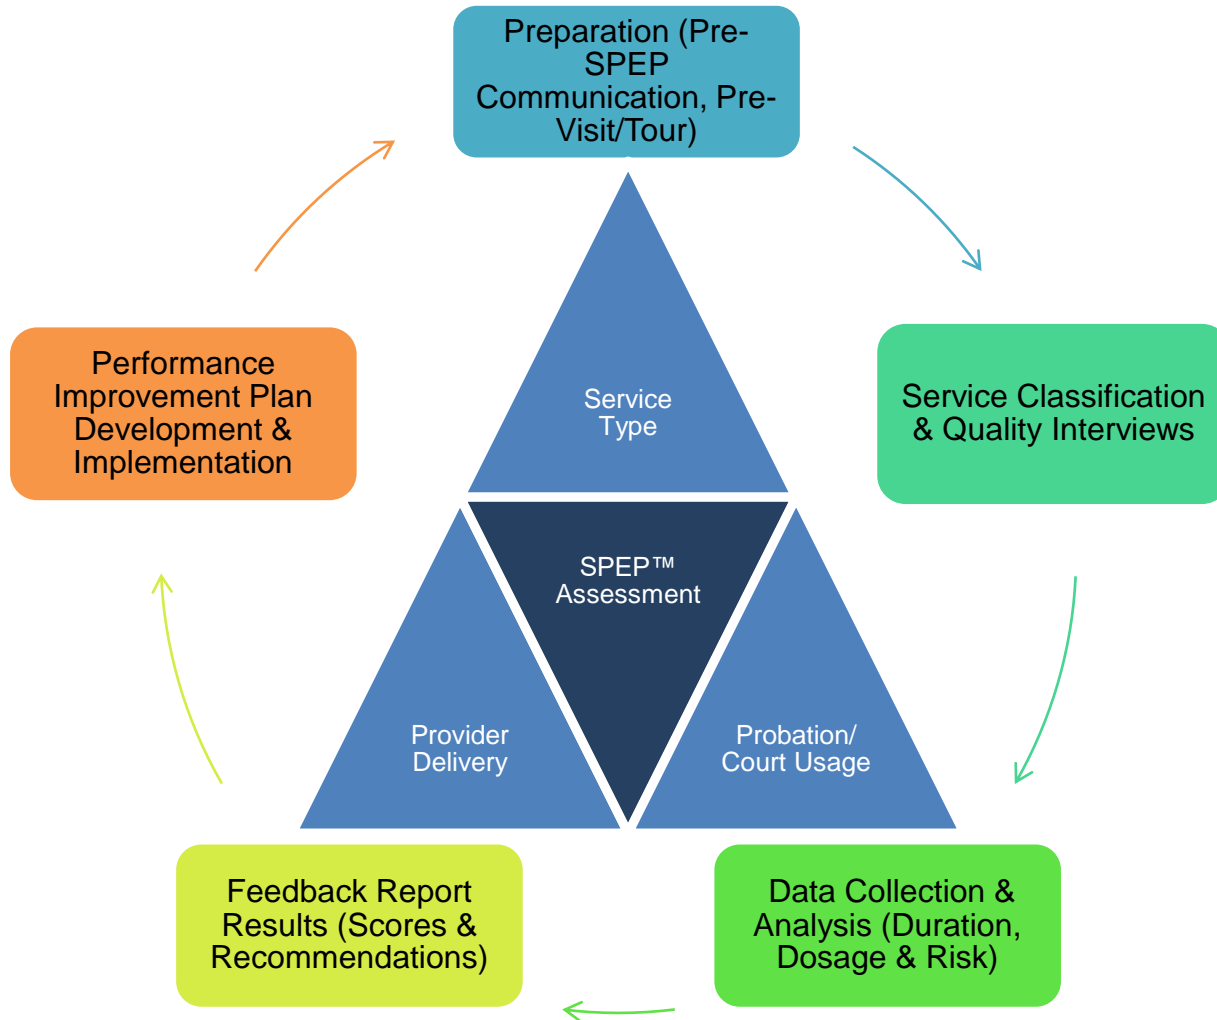 Preparation (Pre-
SPEP
Communication, Pre-
Visit/Tour)
Service Classification
& Quality Interviews
Data Collection &
Analysis (Duration,
Dosage & Risk)
Feedback Report
Results (Scores &
Recommendations)
Performance
Improvement Plan
Development &
Implementation
Service
Type
SPEP™
Assessment
Provider
Delivery
Probation/
Court Usage